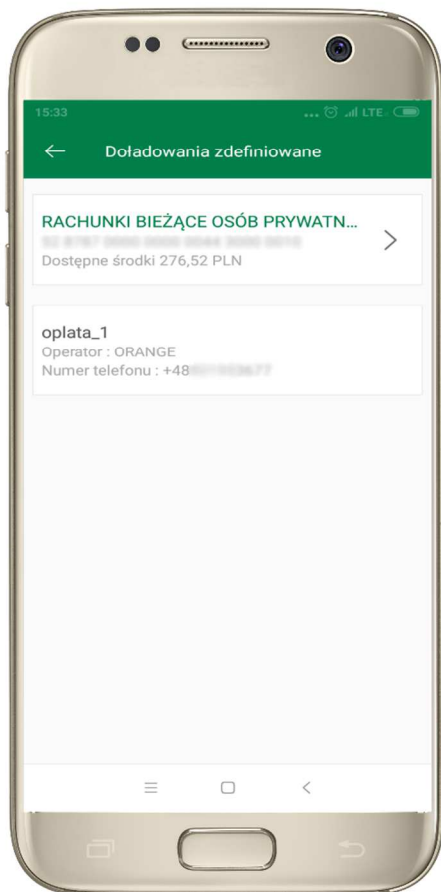 15:33 ... LTE
Doładowania zdefiniowane
RACHUNKI BIEŻĄCE OSÓB PRYWATN...
Dostępne środki 276,52 PLN
oplata_1
Operator : ORANGE
Numer telefonu : +48